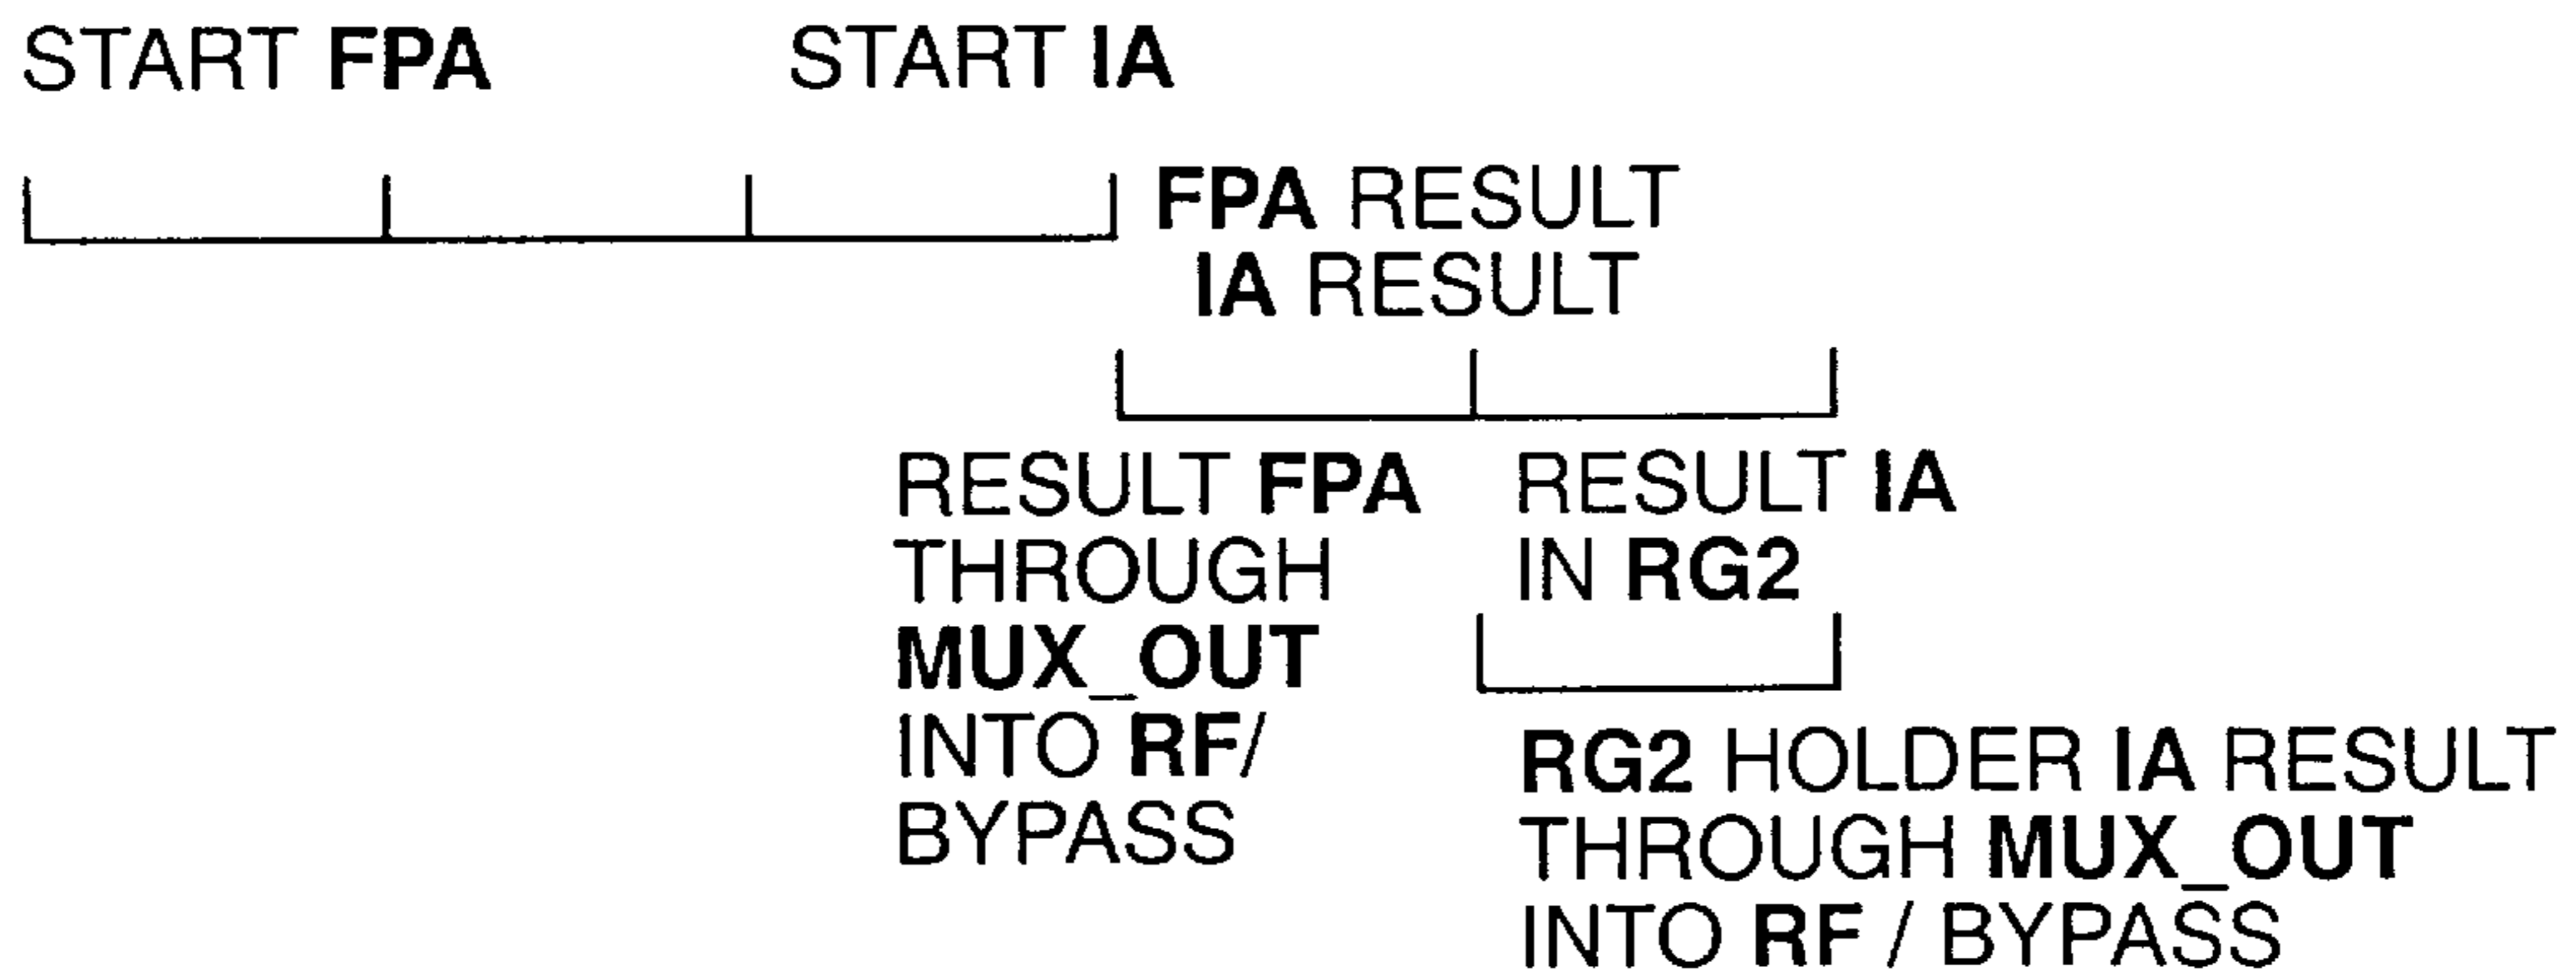 START FPA
START IA
FPA RESULT
IA RESULT
RESULT FPA
THROUGH
MUX_OUT
INTO RF/
BYPASS
RESULT IA
IN RG2
RG2 HOLDER IA RESULT
THROUGH MUX_OUT
INTO RF / BYPASS